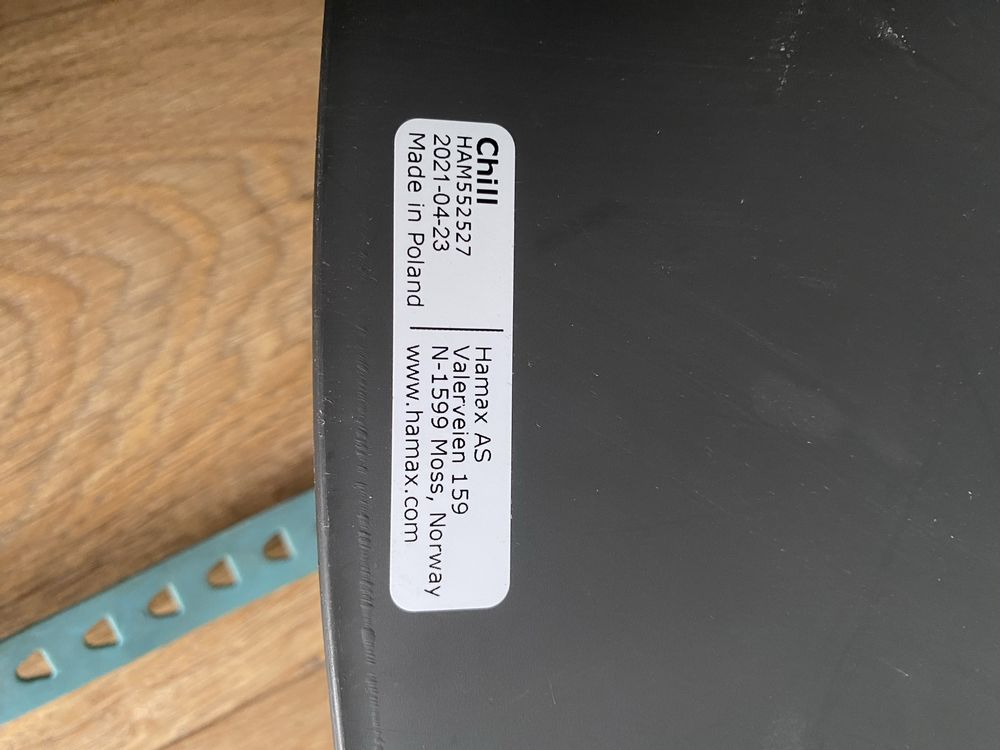 Chill
HAM552527
2021-04-23
Made in Poland
Hamax AS
Valerveien 159
N-1599 Moss, Norway
www.hamax.com